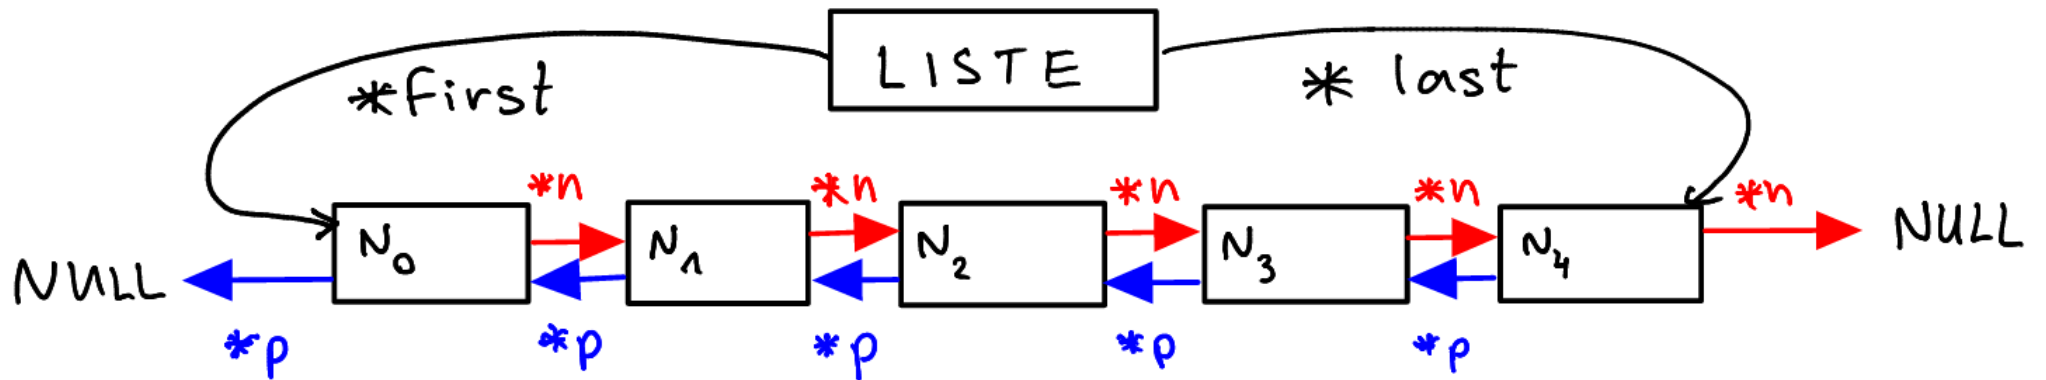 LISTE
*First * last
*n *n *n *n *n
N0 N1 N2 N3 N4 NULL
NULL
*p *p *p *p *p